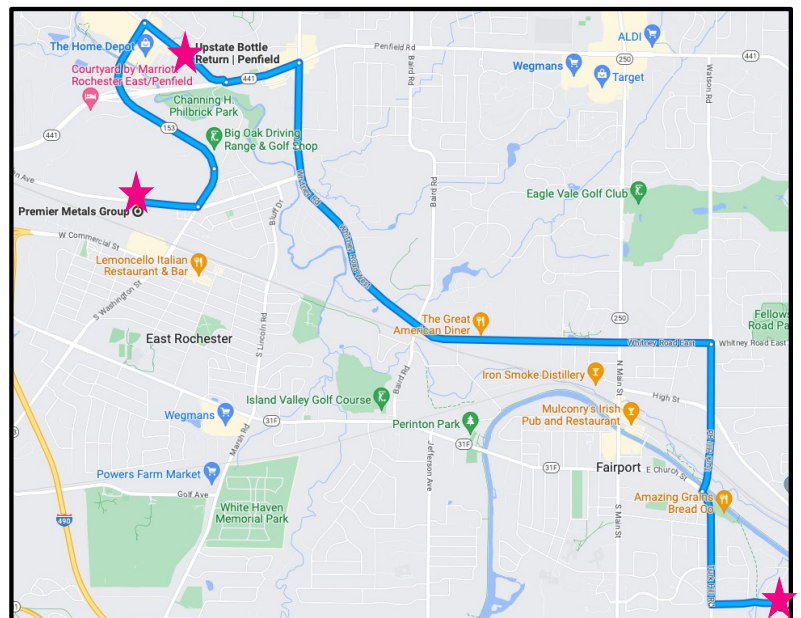 The Home Depot
Upstate Bottle
Return | Penfield
Courtyard by Marriott
Rochester East/Penfield
441
Penfield Rd
441
ALDI
250
Wegmans
Target
Baird Rd
Watson Rd
Channing H.
Philbrick Park
441
153
Big Oak Driving
Range & Golf Shop
Baird Rd
Eagle Vale Golf Club
Premier Metals Group
Bluff Dr
W Commercial St
Lemoncello Italian
Restaurant & Bar
S Washington St
East Rochester
S Lincoln Rd
The Great
American Diner
250
Fellows
Road Pa
Whitney Road East
Whitney Road East
Iron Smoke Distillery
N Main St
High St
Baird Rd
Island Valley Golf Course
Wegmans
31F
Perinton Park
31F
Mulconry's Irish
Pub and Restaurant
Marsh Rd
Jefferson Ave
31F
Fairport
E Church St
Powers Farm Market
Golf Ave
White Haven
Memorial Park
490
S Main St
Amazing Grains
Bread Co